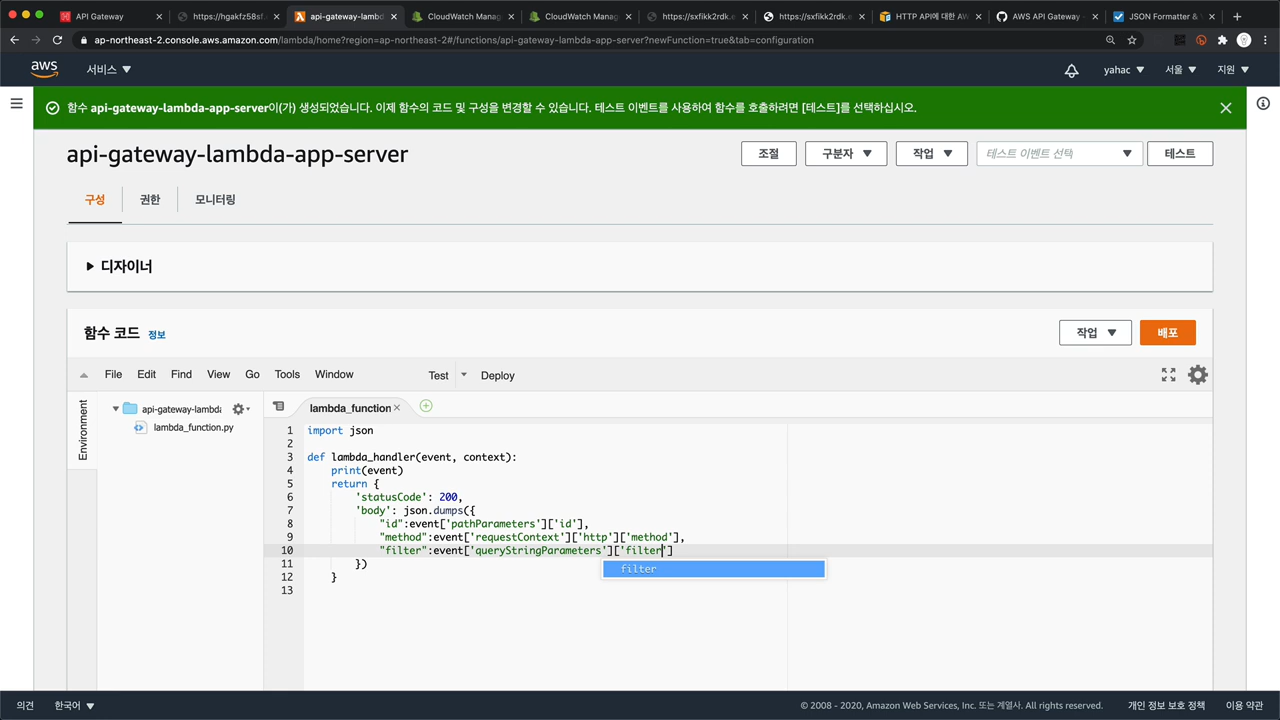 API Gateway
https://hgakfz58sf.
api-gateway-lamb
CloudWatch Manag
CloudWatch Manag
https://sxfikk2rdk.e
https://sxfikk2rdk.e
HTTP API에 대한 AW
AWS API Gateway -
JSON Formatter & V
ap-northeast-2.console.aws.amazon.com/lambda/home?region=ap-northeast-2#/functions/api-gateway-lambda-app-server?newFunction=true&tab=configuration
aws
서비스
yahac
서울
지원
함수 api-gateway-lambda-app-server이(가) 생성되었습니다. 이제 함수의 코드 및 구성을 변경할 수 있습니다. 테스트 이벤트를 사용하여 함수를 호출하려면 [테스트]를 선택하십시오.
api-gateway-lambda-app-server
조절
구분자
작업
테스트 이벤트 선택
테스트
구성
권한
모니터링
디자이너
함수 코드 정보
작업
배포
File Edit Find View Go Tools Window
Test
Deploy
Environment
api-gateway-lambda
lambda_function.py
lambda_function
1 import json
2
3 def lambda_handler(event, context):
4 print(event)
5 return {
6 'statusCode': 200,
7 'body': json.dumps({
8 "id":event['pathParameters']['id'],
9 "method":event['requestContext']['http']['method'],
10 "filter":event['queryStringParameters']['filter']
11 })
12 }
13
filter
의견
한국어
© 2008 - 2020, Amazon Web Services, Inc. 또는 계열사. All rights reserved.
개인 정보 보호 정책
이용 약관